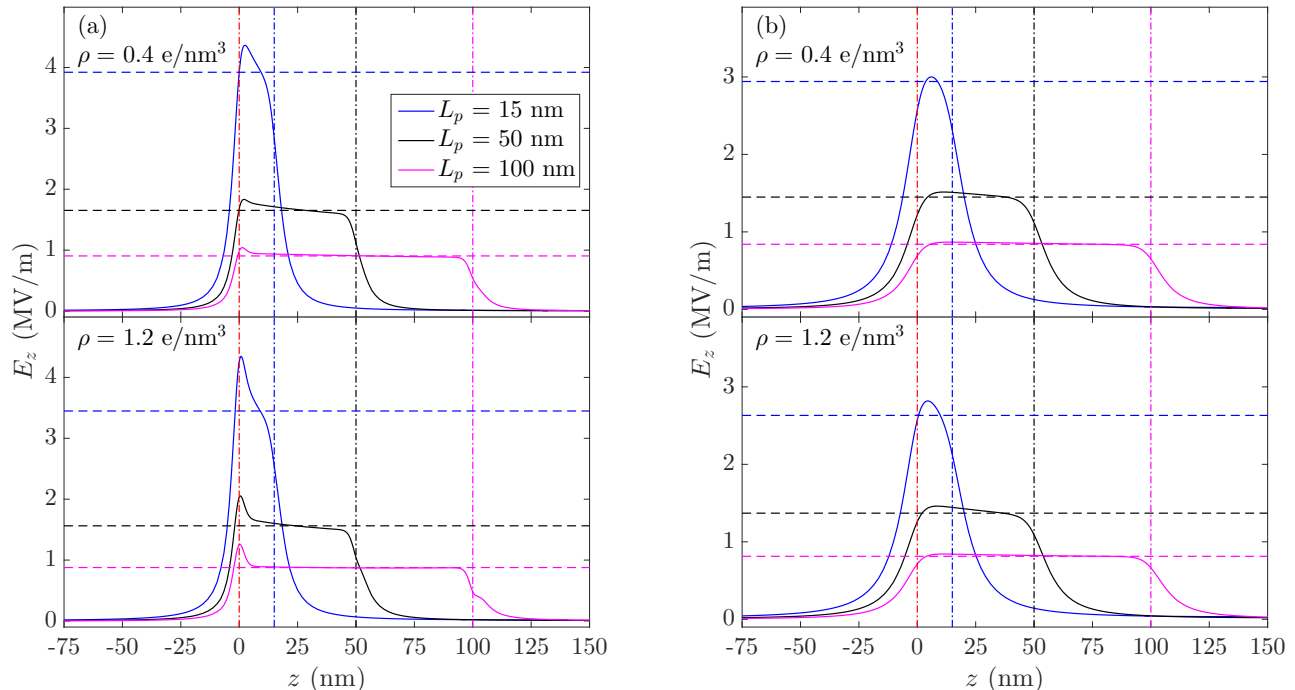 (a)
ρ = 0.4 e/nm³
L_p = 15 nm
L_p = 50 nm
L_p = 100 nm
4
3
2
1
0
ρ = 1.2 e/nm³
4
3
2
1
0
E_z (MV/m)
-75 -50 -25 0 25 50 75 100 125 150
z (nm)
(b)
ρ = 0.4 e/nm³
3
2
1
0
ρ = 1.2 e/nm³
3
2
1
0
E_z (MV/m)
-75 -50 -25 0 25 50 75 100 125 150
z (nm)